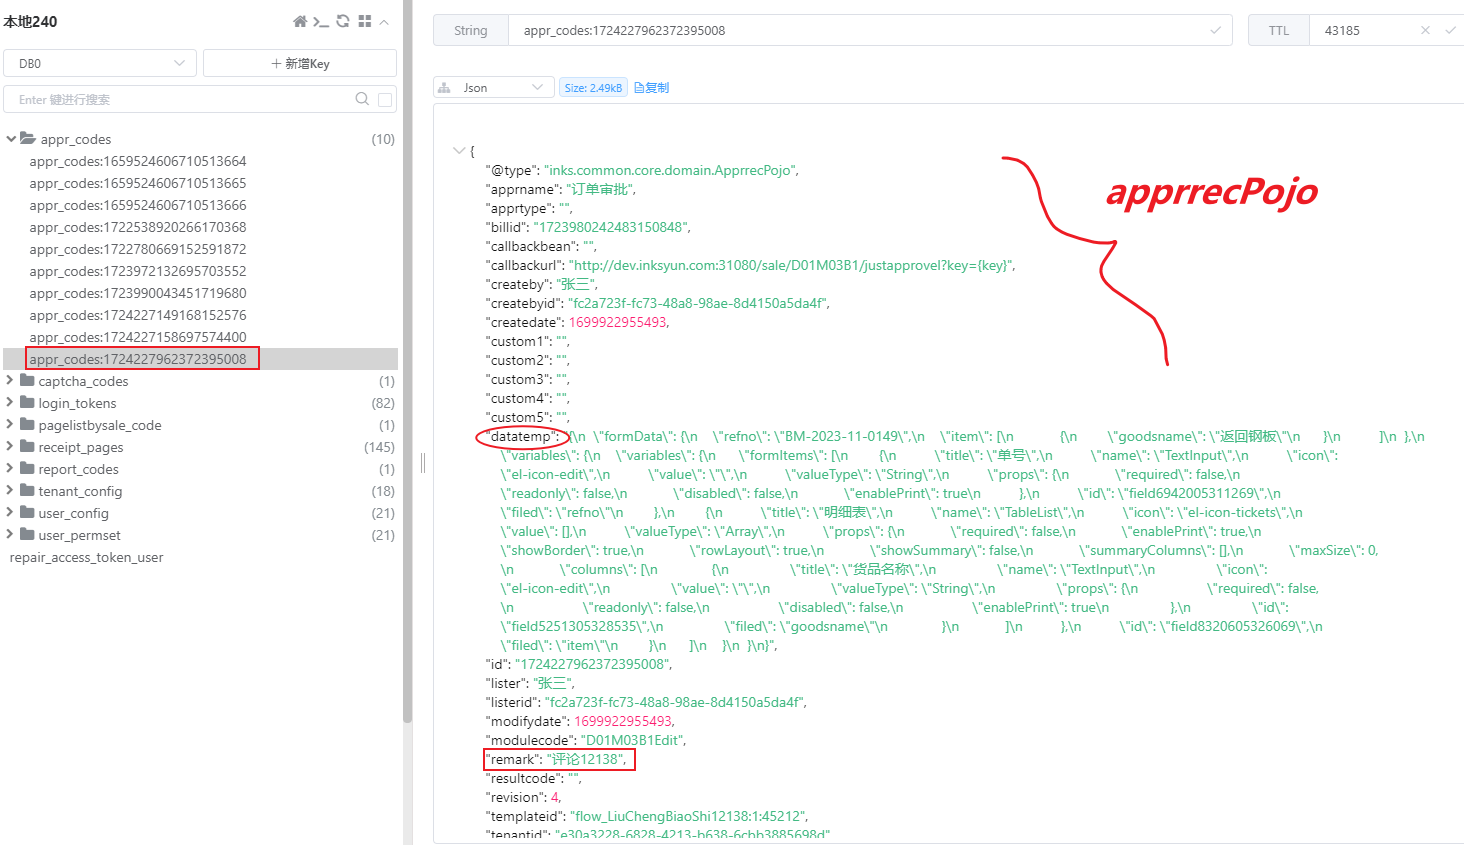 本地240
DB0
新增Key
Enter 键进行搜索
appr_codes (10)
appr_codes:1659524606710513664
appr_codes:1659524606710513665
appr_codes:1659524606710513666
appr_codes:1722538920266170368
appr_codes:1722780669152591872
appr_codes:1723972132695703552
appr_codes:1723990043451719680
appr_codes:1724227149168152576
appr_codes:1724227158697574400
appr_codes:1724227962372395008
captcha_codes (1)
login_tokens (82)
pagelistbysale_code (1)
receipt_pages (145)
report_codes (1)
tenant_config (18)
user_config (21)
user_permset (21)
repair_access_token_user
String appr_codes:1724227962372395008 TTL 43185
Json Size: 2.49kB 复制
{
"@type": "inks.common.core.domain.ApprrecPojo",
"apprname": "订单审批",
apprrecPojo
"apprtype": "",
"billid": "1723980242483150848",
"callbackbean": "",
"callbackurl": "http://dev.inksyun.com:31080/sale/D01M03B1/justapprovel?key={key}",
"createby": "张三",
"createbyid": "fc2a723f-fc73-48a8-98ae-8d4150a5da4f",
"createdate": 1699922955493,
"custom1": "",
"custom2": "",
"custom3": "",
"custom4": "",
"custom5": "",
"datatemp": "{\n \"formData\": {\n \"refno\": \"BM-2023-11-0149\",\n \"item\": [\n {\n \"goodsname\": \"返回钢板\"\n }\n ]\n },\n
\"variables\": {\n \"variables\": {\n \"formItems\": [\n {\n \"title\": \"单号\",\n \"name\": \"TextInput\",\n \"icon\":
\"el-icon-edit\",\n \"value\": \"\",\n \"valueType\": \"String\",\n \"props\": {\n \"required\": false,\n
\"readonly\": false,\n \"disabled\": false,\n \"enablePrint\": true\n },\n \"id\": \"field6942005311269\",\n
\"filed\": \"refno\"\n },\n {\n \"title\": \"明细表\",\n \"name\": \"TableList\",\n \"icon\": \"el-icon-tickets\",\n
\"value\": [],\n \"valueType\": \"Array\",\n \"props\": {\n \"required\": false,\n \"enablePrint\": true,\n
\"showBorder\": true,\n \"rowLayout\": true,\n \"showSummary\": false,\n \"summaryColumns\": [],\n \"maxSize\": 0,
\n \"columns\": [\n {\n \"title\": \"货品名称\",\n \"name\": \"TextInput\",\n \"icon\":
\"el-icon-edit\",\n \"value\": \"\",\n \"valueType\": \"String\",\n \"props\": {\n \"required\": false,
\n \"readonly\": false,\n \"disabled\": false,\n \"enablePrint\": true\n },\n \"id\":
\"field5251305328535\",\n \"filed\": \"goodsname\"\n }\n ]\n },\n \"id\": \"field8320605326069\",\n
\"filed\": \"item\"\n }\n ]\n }\n }\n}",
"id": "1724227962372395008",
"lister": "张三",
"listerid": "fc2a723f-fc73-48a8-98ae-8d4150a5da4f",
"modifydate": 1699922955493,
"modulecode": "D01M03B1Edit",
"remark": "评论12138",
"resultcode": "",
"revision": 4,
"templateid": "flow_LiuChengBiaoShi12138:1:45212",
"tenantid": "e30a3228-6828-4213-b638-6cbb3885698d"